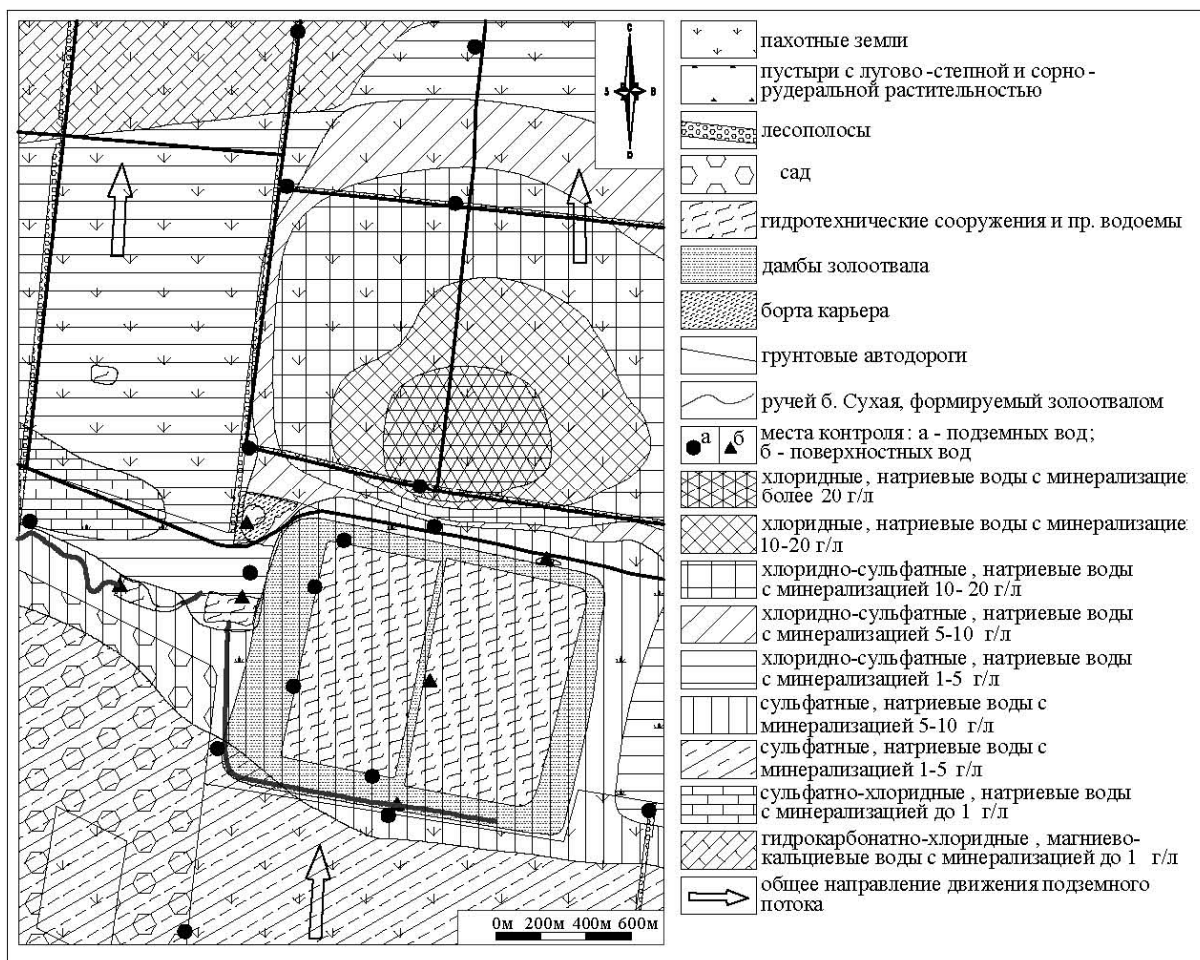 С
З
В
Ю
пахотные земли
пустыри с лугово-степной и сорно-
рудеральной растительностью
лесополосы
сад
гидротехнические сооружения и пр. водоемы
дамбы золоотвала
борта карьера
грунтовые автодороги
ручей б. Сухая, формируемый золоотвалом
а
б
места контроля: а - подземных вод;
б - поверхностных вод
хлоридные, натриевые воды с минерализацие
более 20 г/л
хлоридные, натриевые воды с минерализацие
10-20 г/л
хлоридно-сульфатные, натриевые воды
с минерализацией 10- 20 г/л
хлоридно-сульфатные, натриевые воды
с минерализацией 5-10 г/л
хлоридно-сульфатные, натриевые воды
с минерализацией 1-5 г/л
сульфатные, натриевые воды с
минерализацией 5-10 г/л
сульфатные, натриевые воды с
минерализацией 1-5 г/л
сульфатно-хлоридные, натриевые воды
с минерализацией до 1 г/л
гидрокарбонатно-хлоридные, магниево-
кальциевые воды с минерализацией до 1 г/л
общее направление движения подземного
потока
0м 200м 400м 600м